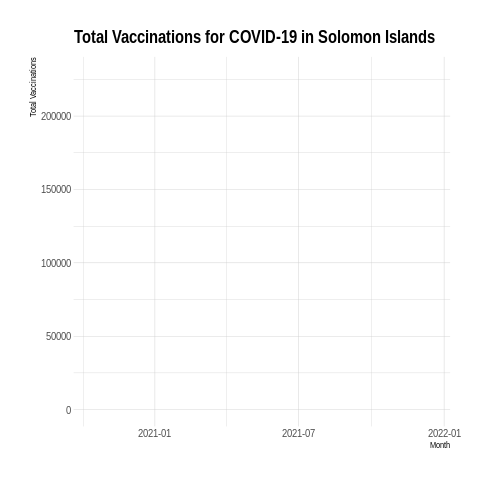 Total Vaccinations for COVID-19 in Solomon Islands
Total Vaccinations
200000
150000
100000
50000
0
2021-01
2021-07
2022-01
Month